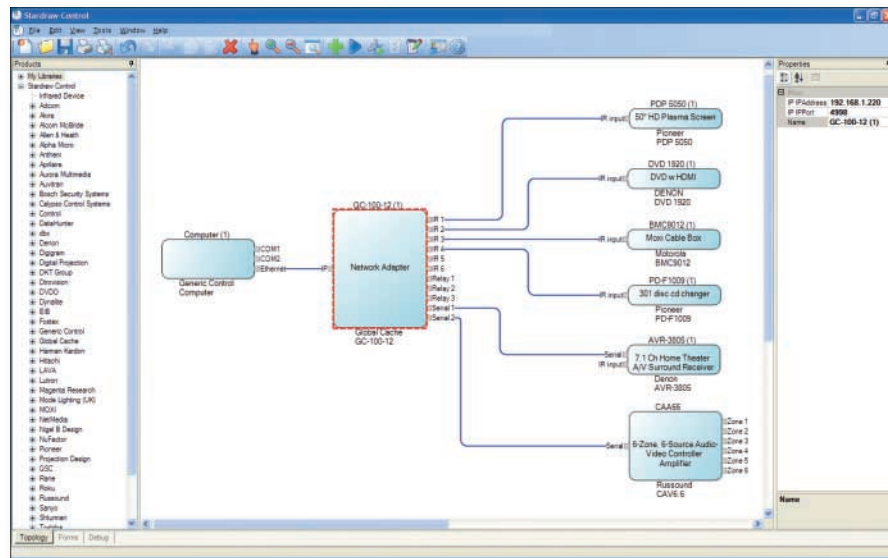 Stardraw Control
File Edit View Tools Window Help
Products
My Libraries
Stardraw Control
Infrared Device
Adcom
Akira
Alcorn McBride
Allen & Heath
Alpha Micro
Anthem
Aprilaire
Aurora Multimedia
Auvitran
Bosch Security Systems
Calypso Control Systems
Control
DataHunter
dbx
Denon
Digigram
Digital Projection
DKT Group
DVDO
Dynalite
Fostex
Generic Control
Global Cache
Harman Kardon
Hitachi
LAVA
Lutron
Magenta Research
Mode Lighting (UK)
MOXI
NetMedia
Nigel B Design
NuFactor
Pioneer
Projection Design
QSC
Rane
Roku
Russound
Sanyo
Toshiba
Topology Forms Debug
Computer (1)
COM1
COM2
Ethernet
Generic Control
Computer
GC-100-12 (1)
IP
Network Adapter
IR 1
IR 2
IR 3
IR 4
IR 5
IR 6
Relay 1
Relay 2
Relay 3
Serial 1
Serial 2
Global Cache
GC-100-12
PDP 5050 (1)
IR input
50" HD Plasma Screen
Pioneer
PDP 5050
DVD 1920 (1)
IR input
DVD w HDMI
DENON
DVD 1920
BMC9012 (1)
IR input
Moxi Cable Box
Motorola
BMC9012
PD-F1009 (1)
IR input
301 disc cd changer
Pioneer
PD-F1009
AVR-3805 (1)
Serial
IR input
7.1 Ch Home Theater
A/V Surround Receiver
Denon
AVR-3805
CAA66
Serial
6-Zone, 6-Source Audio-
Video Controller
Amplifier
Zone 1
Zone 2
Zone 3
Zone 4
Zone 5
Zone 6
Russound
CAV6.6
Properties
IP IPAddress 192.168.1.220
IP IPPort 4998
Name GC-100-12 (1)
Name